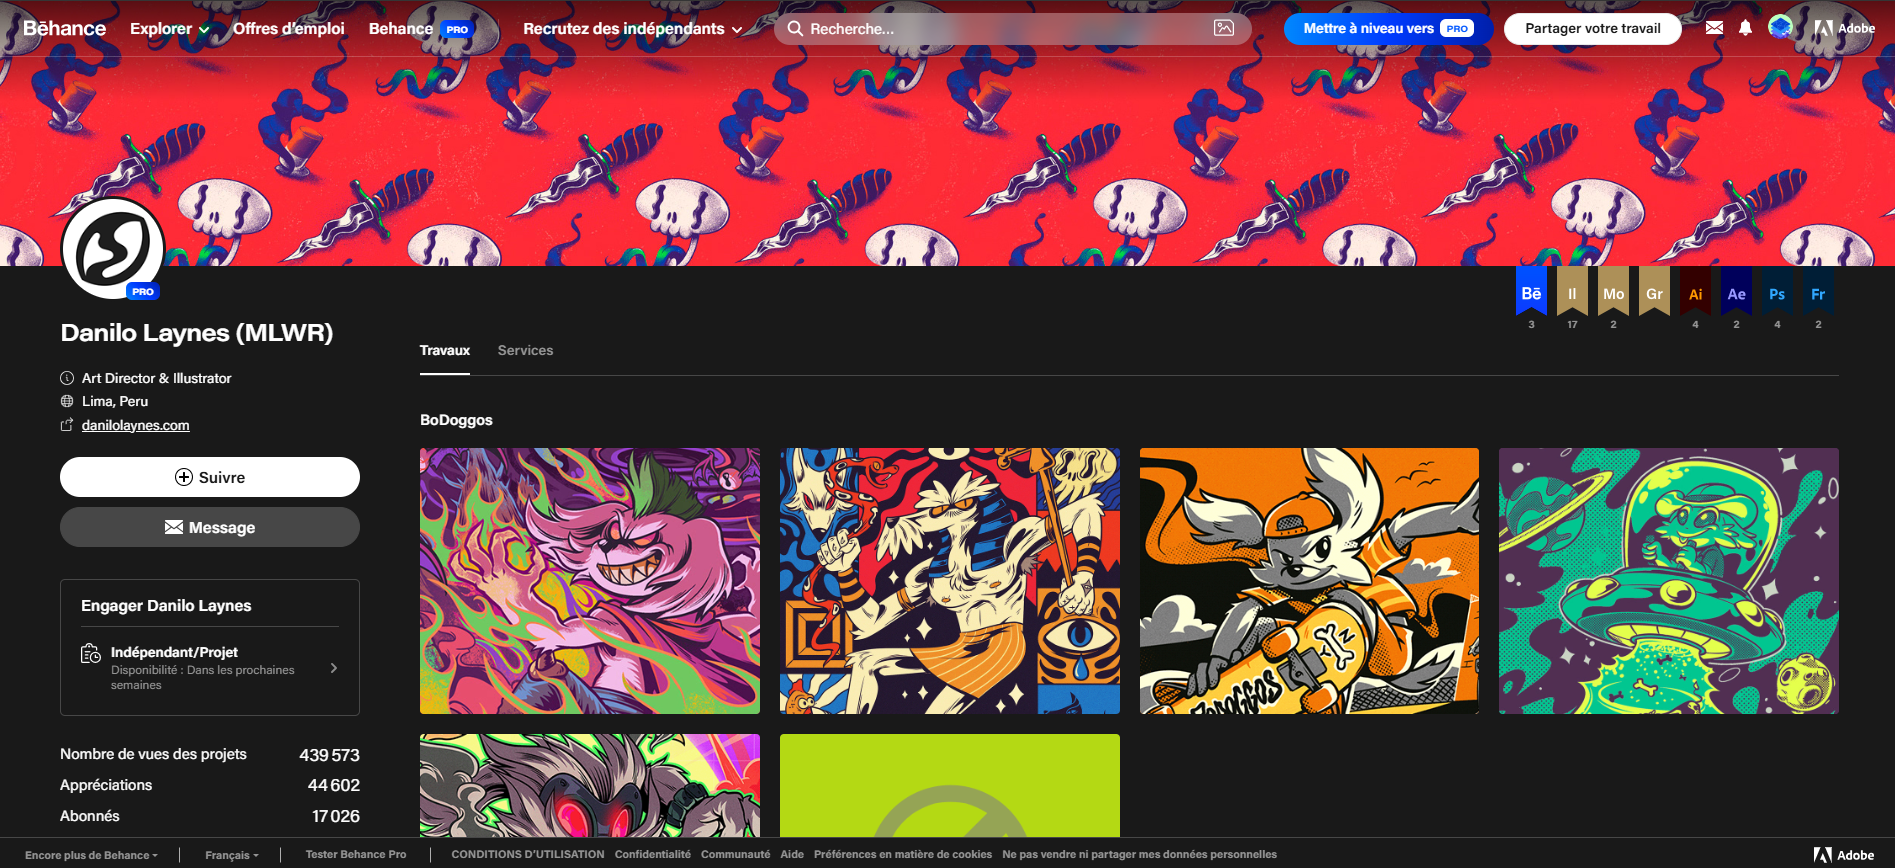 Bēhance
Explorer
Offres d'emploi
Behance PRO
Recrutez des indépendants
Recherche...
Mettre à niveau vers PRO
Partager votre travail
Adobe
PRO
Bē
Il
Mo
Gr
Ai
Ae
Ps
Fr
3
17
2
4
2
4
2
Danilo Laynes (MLWR)
Art Director & Illustrator
Lima, Peru
danilolaynes.com
Suivre
Message
Engager Danilo Laynes
Indépendant/Projet
Disponibilité : Dans les prochaines
semaines
Nombre de vues des projets 439 573
Appréciations 44 602
Abonnés 17 026
Travaux
Services
BoDoggos
Encore plus de Behance
Français
Tester Behance Pro
CONDITIONS D'UTILISATION
Confidentialité
Communauté
Aide
Préférences en matière de cookies
Ne pas vendre ni partager mes données personnelles
Adobe